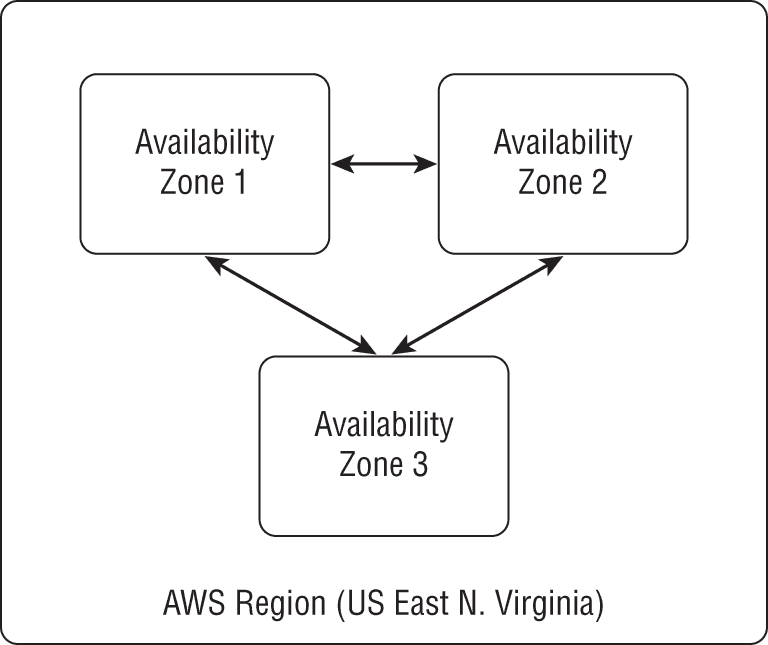 Availability
Zone 1
Availability
Zone 2
Availability
Zone 3
AWS Region (US East N. Virginia)